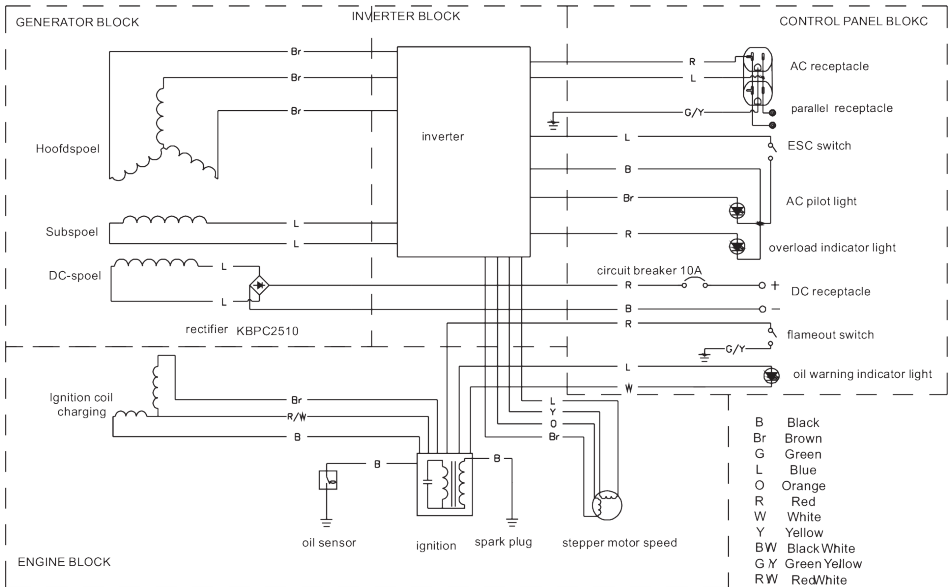 GENERATOR BLOCK
INVERTER BLOCK
CONTROL PANEL BLOKC
Br
R
AC receptacle
Br
L
Br
G/Y
parallel receptacle
inverter
L
ESC switch
Hoofdspoel
B
Br
AC pilot light
L
Subspoel
R
L
overload indicator light
L
circuit breaker 10A
DC-spoel
R
+
DC receptacle
L
B
−
rectifier KBPC2510
R
flameout switch
G/Y
L
oil warning indicator light
W
Ignition coil
charging
Br
R/W
B
L
Y
O
Br
B
B
oil sensor
ignition
spark plug
stepper motor speed
ENGINE BLOCK
B Black
Br Brown
G Green
L Blue
O Orange
R Red
W White
Y Yellow
BW Black White
G Y Green Yellow
RW RedWhite